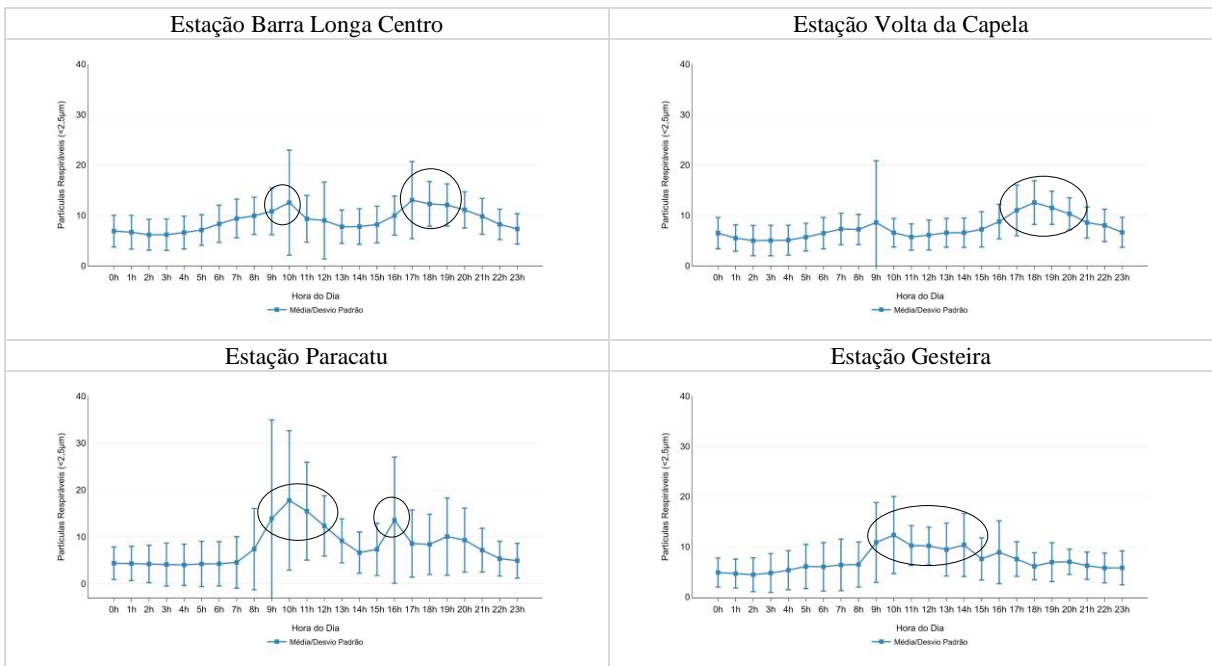 Estação Barra Longa Centro
Estação Volta da Capela
Partículas Respiráveis (<2,5µm)
40
30
20
10
0
0h 1h 2h 3h 4h 5h 6h 7h 8h 9h 10h 11h 12h 13h 14h 15h 16h 17h 18h 19h 20h 21h 22h 23h
Hora do Dia
Média/Desvio Padrão
Partículas Respiráveis (<2,5µm)
40
30
20
10
0
0h 1h 2h 3h 4h 5h 6h 7h 8h 9h 10h 11h 12h 13h 14h 15h 16h 17h 18h 19h 20h 21h 22h 23h
Hora do Dia
Média/Desvio Padrão
Estação Paracatu
Estação Gesteira
Partículas Respiráveis (<2,5µm)
40
30
20
10
0
0h 1h 2h 3h 4h 5h 6h 7h 8h 9h 10h 11h 12h 13h 14h 15h 16h 17h 18h 19h 20h 21h 22h 23h
Hora do Dia
Média/Desvio Padrão
Partículas Respiráveis (<2,5µm)
40
30
20
10
0
0h 1h 2h 3h 4h 5h 6h 7h 8h 9h 10h 11h 12h 13h 14h 15h 16h 17h 18h 19h 20h 21h 22h 23h
Hora do Dia
Média/Desvio Padrão